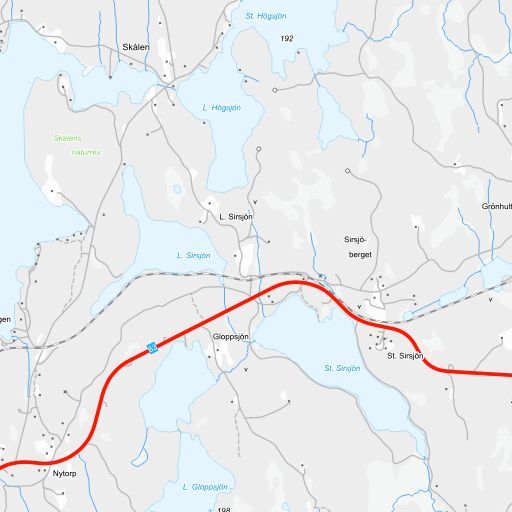 St. Högsjön
192
Skålen
L. Högsjön
Skålens
naturres.
L. Sirsjön
Grönhult
Sirsjö-
berget
L. Sirsjön
gen
Gloppsjön
St. Sirsjön
St. Sirsjön
Nytorp
L. Gloppsjön
198